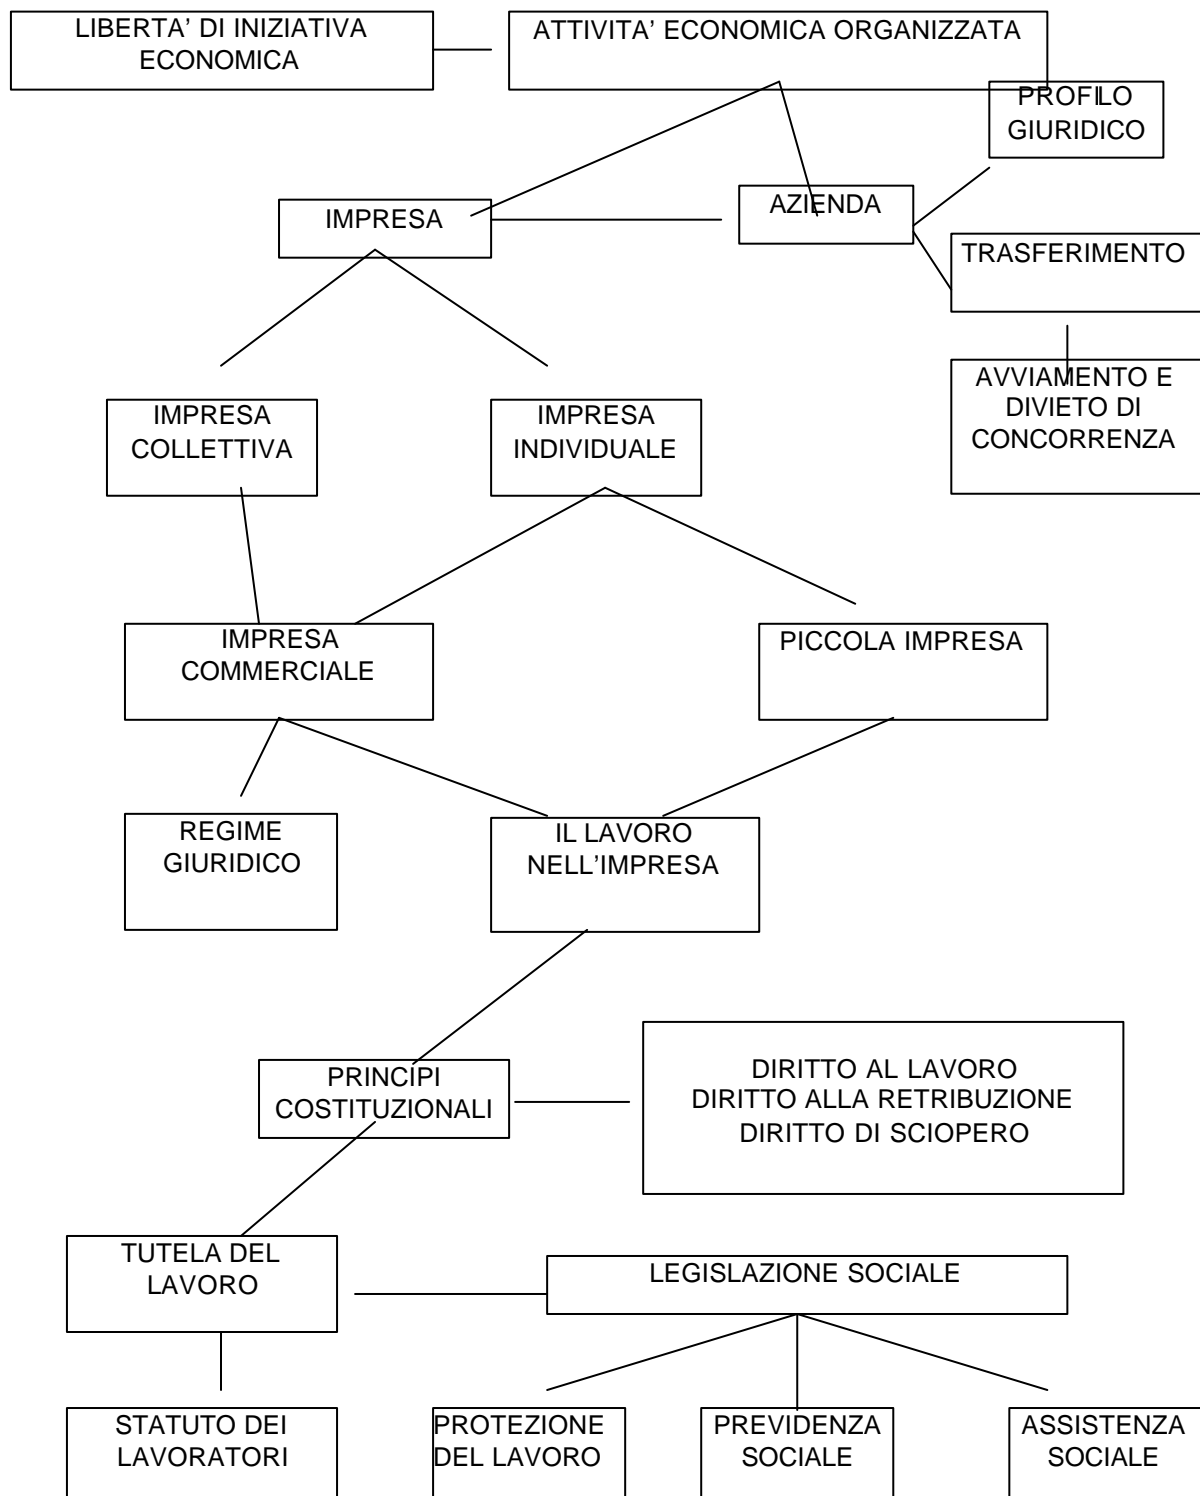 LIBERTA' DI INIZIATIVA
ECONOMICA
ATTIVITA' ECONOMICA ORGANIZZATA
PROFILO
GIURIDICO
IMPRESA
AZIENDA
TRASFERIMENTO
AVVIAMENTO E
DIVIETO DI
CONCORRENZA
IMPRESA
COLLETTIVA
IMPRESA
INDIVIDUALE
IMPRESA
COMMERCIALE
PICCOLA IMPRESA
REGIME
GIURIDICO
IL LAVORO
NELL'IMPRESA
PRINCIPI
COSTITUZIONALI
DIRITTO AL LAVORO
DIRITTO ALLA RETRIBUZIONE
DIRITTO DI SCIOPERO
TUTELA DEL
LAVORO
LEGISLAZIONE SOCIALE
STATUTO DEI
LAVORATORI
PROTEZIONE
DEL LAVORO
PREVIDENZA
SOCIALE
ASSISTENZA
SOCIALE